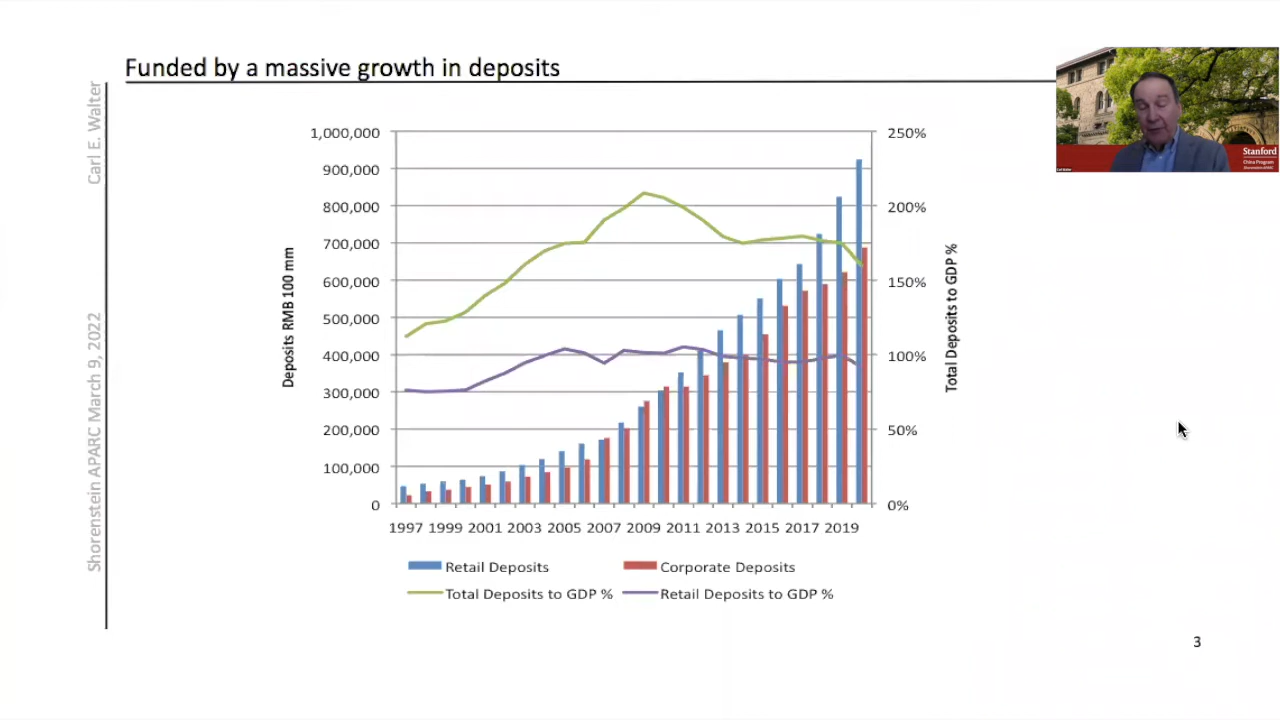 Funded by a massive growth in deposits
Carl E. Walter
Shorenstein APARC March 9, 2022
Deposits RMB 100 mm
1,000,000
900,000
800,000
700,000
600,000
500,000
400,000
300,000
200,000
100,000
0
250%
200%
150%
100%
50%
0%
Total Deposits to GDP %
1997 1999 2001 2003 2005 2007 2009 2011 2013 2015 2017 2019
Retail Deposits
Corporate Deposits
Total Deposits to GDP %
Retail Deposits to GDP %
Stanford
China Program
3